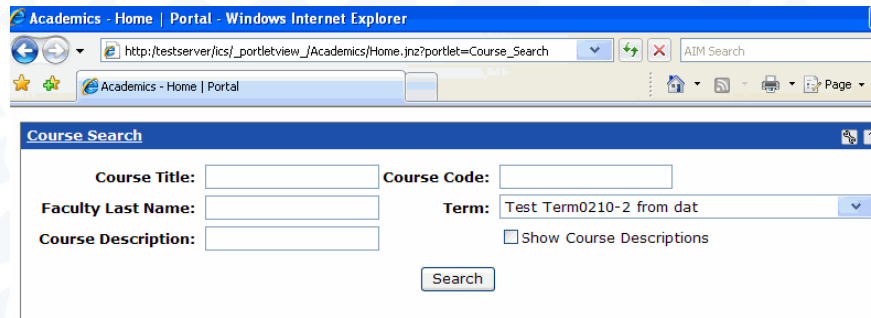 Academics - Home | Portal - Windows Internet Explorer
http:/testserver/ics/_portletview_/Academics/Home.jnz?portlet=Course_Search AIM Search
Academics - Home | Portal Page
Course Search
Course Title: Course Code:
Faculty Last Name: Term: Test Term0210-2 from dat
Course Description: Show Course Descriptions
Search